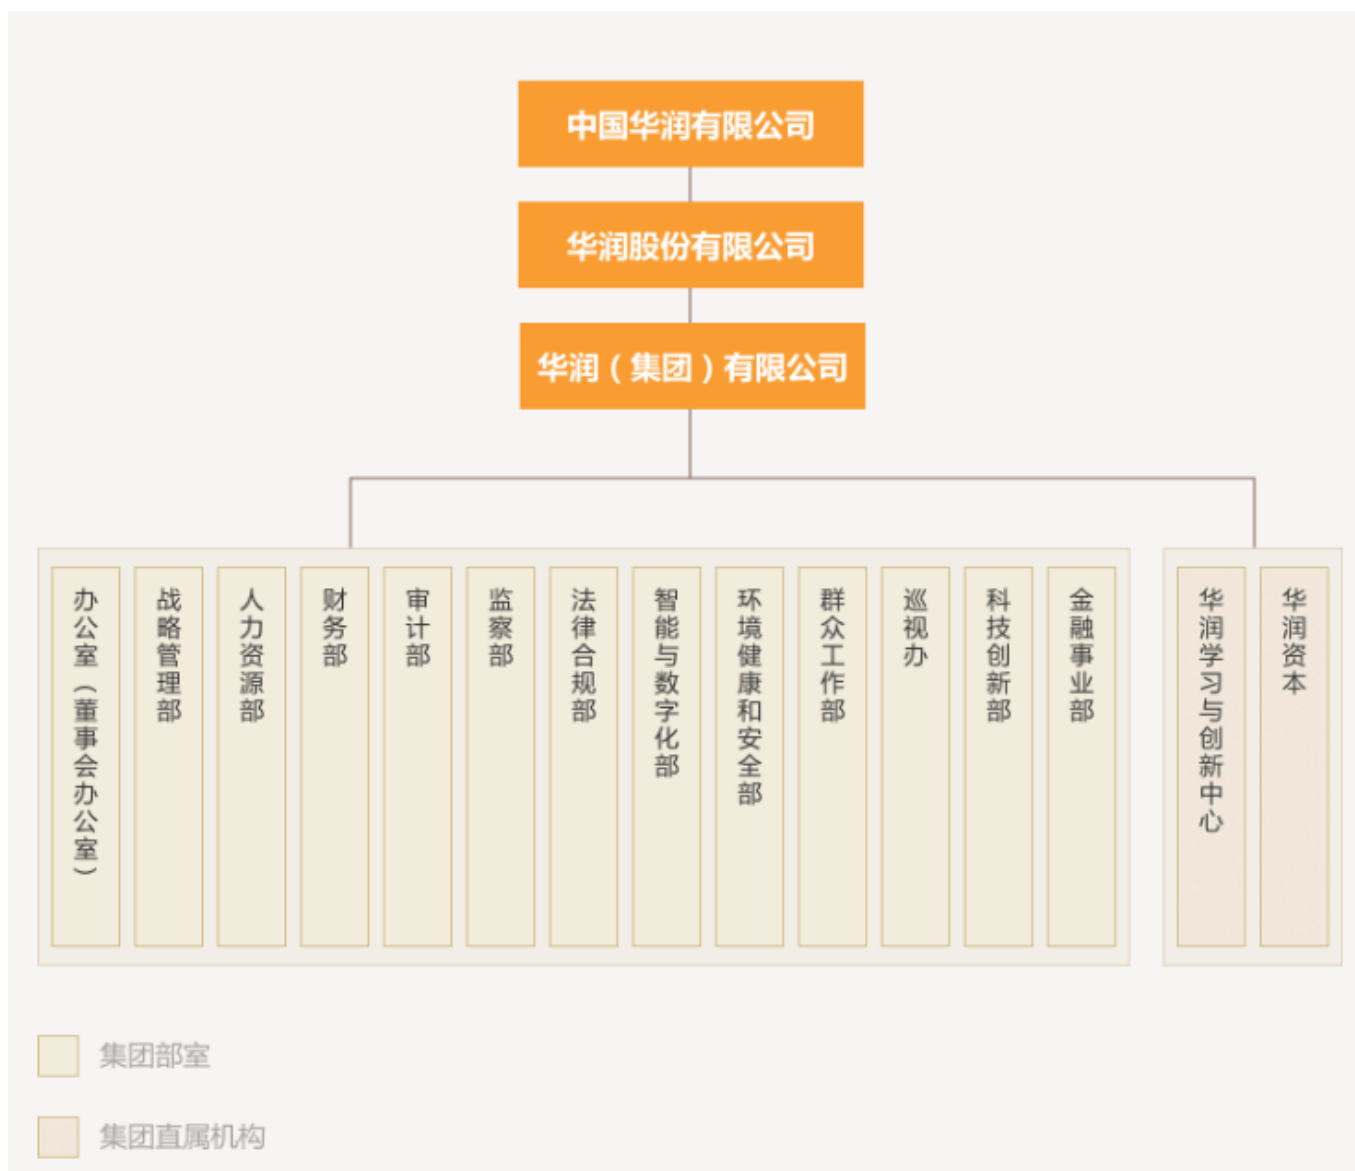 中国华润有限公司
华润股份有限公司
华润（集团）有限公司
办公室（董事会办公室）
战略管理部
人力资源部
财务部
审计部
监察部
法律合规部
智能与数字化部
环境健康和安全部
群众工作部
巡视办
科技创新部
金融事业部
华润学习与创新中心
华润资本
集团部室
集团直属机构